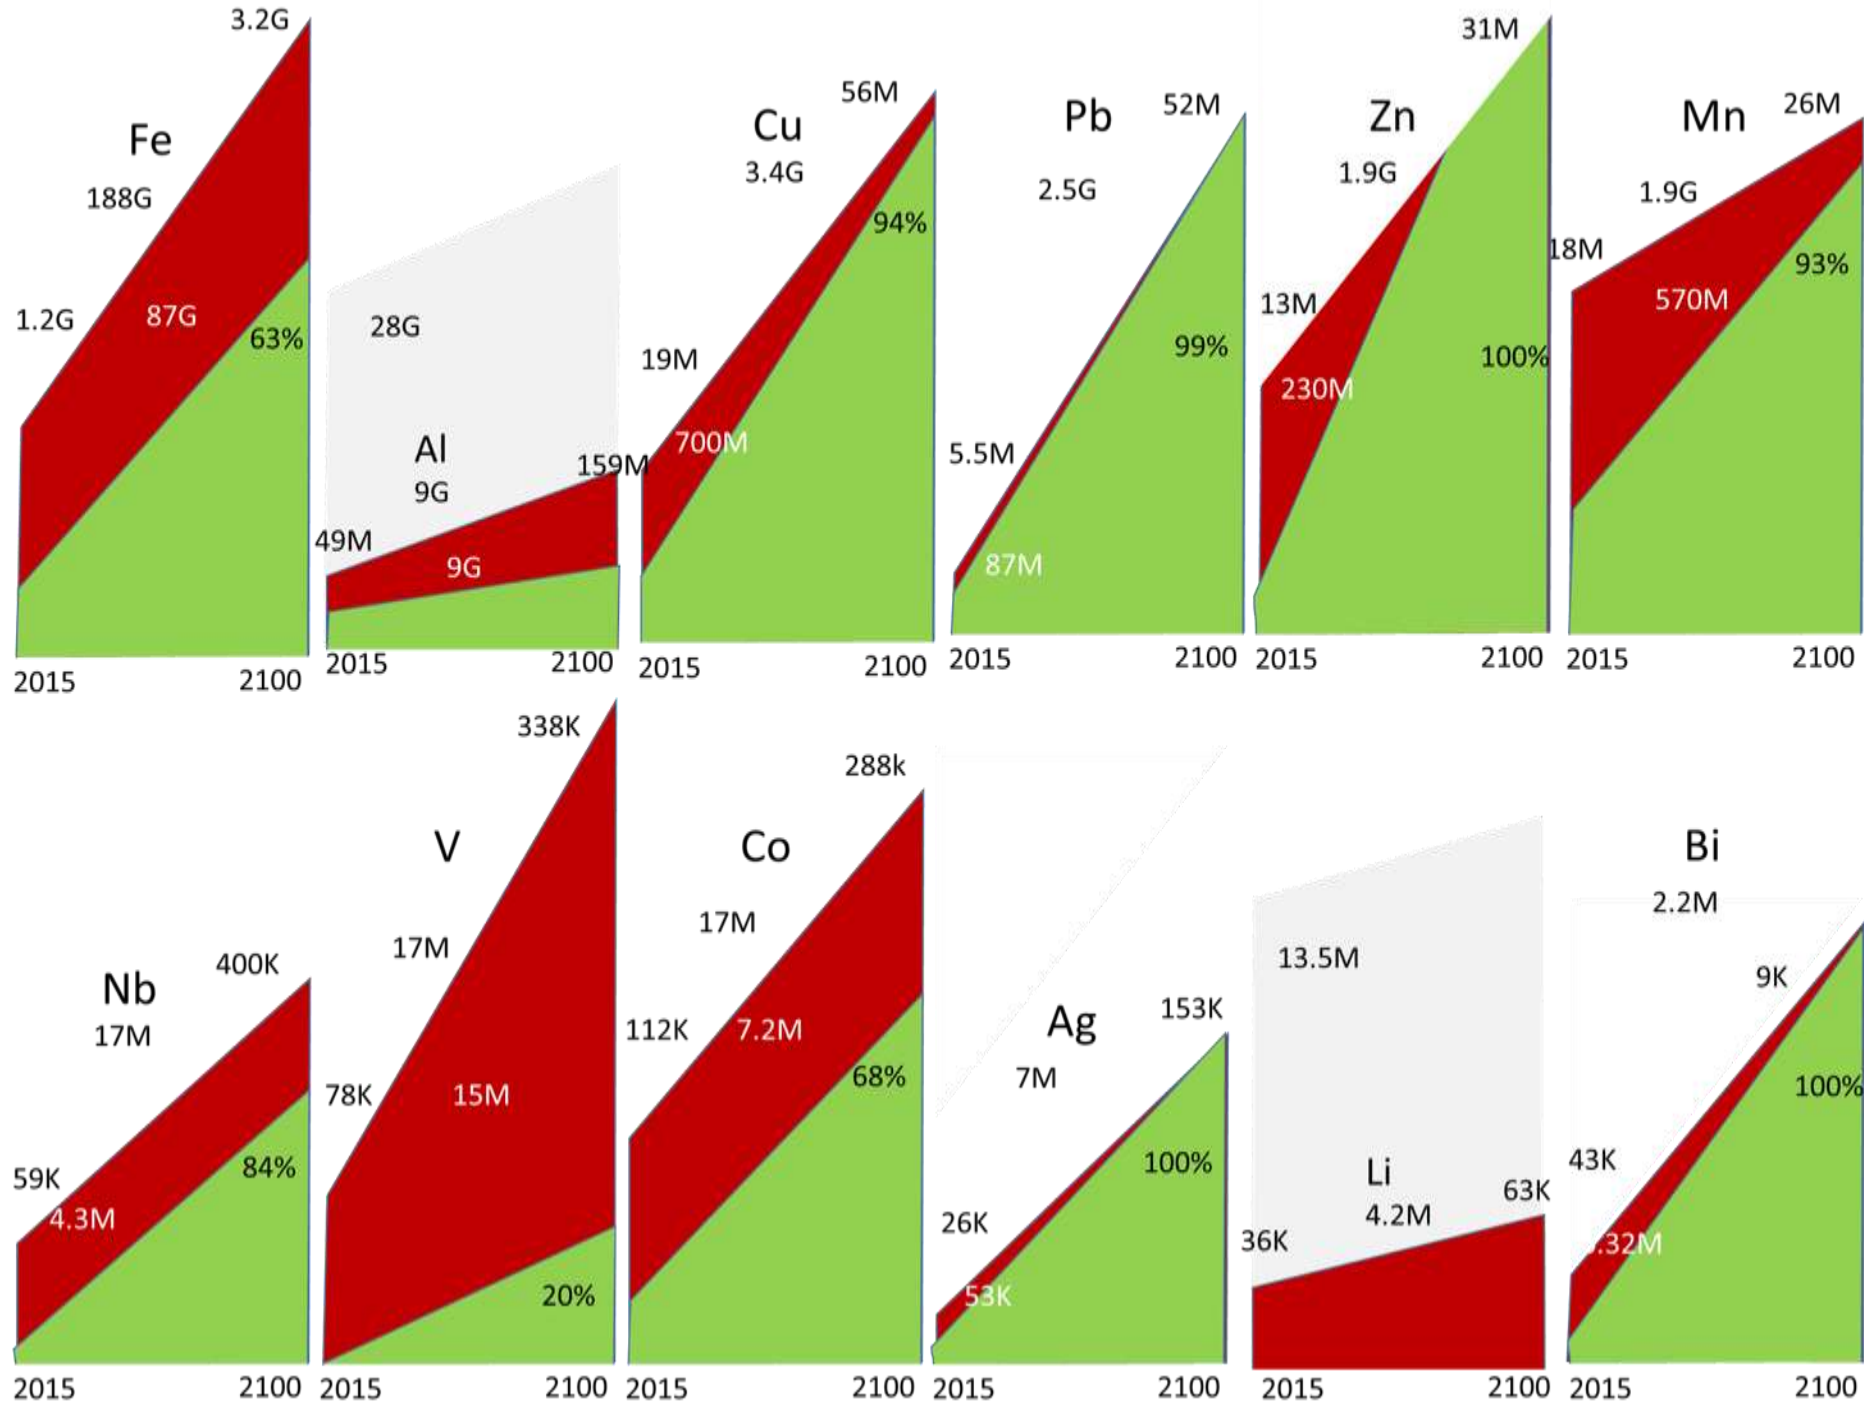 3.2G
Fe
188G
1.2G
87G
63%
2015 2100
28G
Al
9G
159M
49M
9G
2015 2100
56M
Cu
3.4G
94%
19M
700M
2015 2100
52M
Pb
2.5G
99%
5.5M
87M
2015 2100
31M
Zn
1.9G
13M
100%
230M
2015 2100
26M
Mn
1.9G
18M
93%
570M
2015 2100
400K
Nb
17M
84%
59K
4.3M
2015 2100
338K
V
17M
78K
15M
20%
2015 2100
288k
Co
17M
112K
7.2M
68%
2015 2100
153K
Ag
7M
100%
26K
53K
2015 2100
13.5M
Li
63K
4.2M
36K
2015 2100
Bi
2.2M
9K
100%
43K
.32M
2015 2100